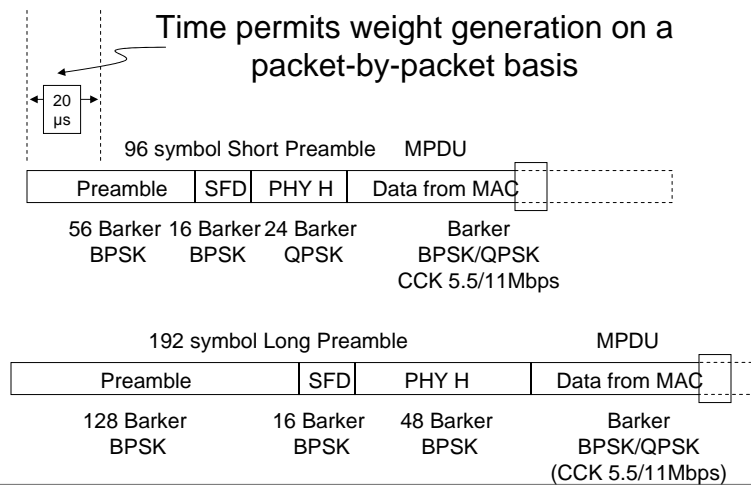 Time permits weight generation on a
packet-by-packet basis
20
µs
96 symbol Short Preamble MPDU
Preamble SFD PHY H Data from MAC
56 Barker 16 Barker 24 Barker Barker
BPSK BPSK QPSK BPSK/QPSK
CCK 5.5/11Mbps
192 symbol Long Preamble MPDU
Preamble SFD PHY H Data from MAC
128 Barker 16 Barker 48 Barker Barker
BPSK BPSK BPSK BPSK/QPSK
(CCK 5.5/11Mbps)